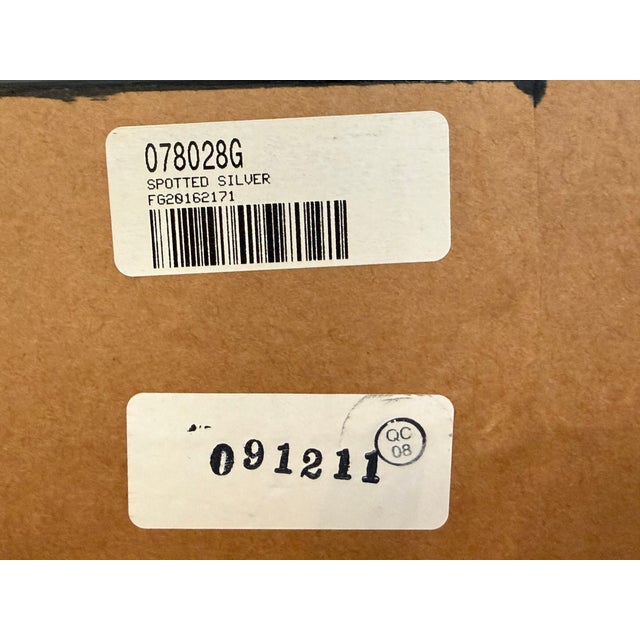 078028G
SPOTTED SILVER
FG20162171
091211
QC
08